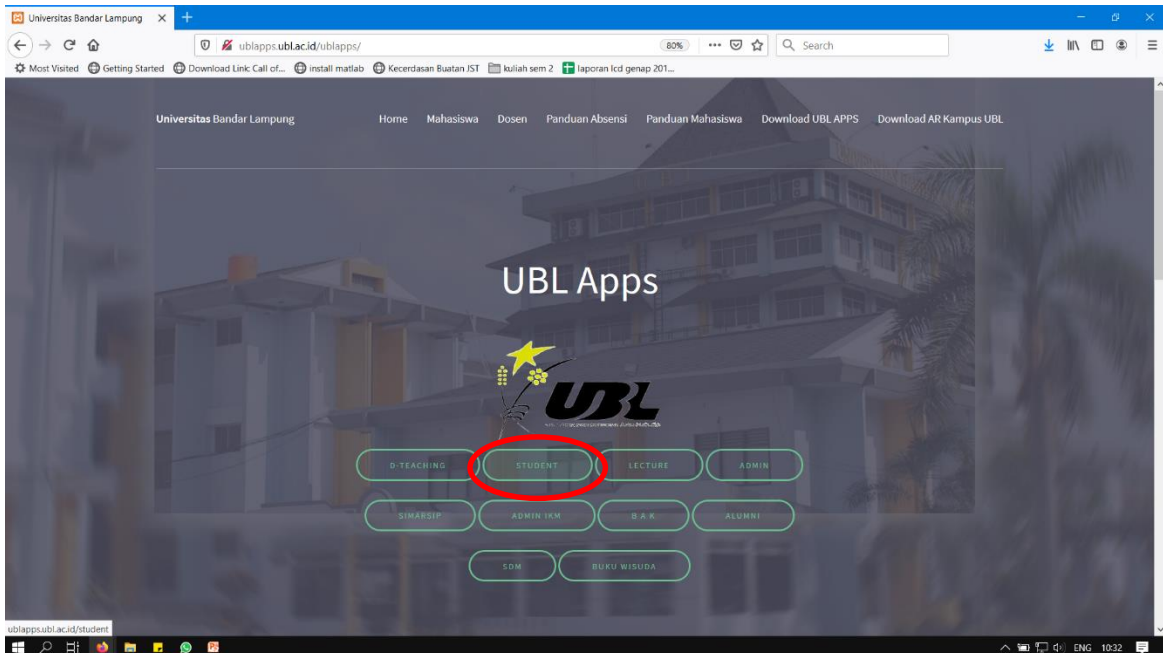 Universitas Bandar Lampung
ublapps.ubl.ac.id/ublapps/
80%
Search
Most Visited Getting Started Download Link: Call of... install matlab Kecerdasan Buatan JST kuliah sem 2 laporan lcd genap 201...
Universitas Bandar Lampung Home Mahasiswa Dosen Panduan Absensi Panduan Mahasiswa Download UBL APPS Download AR Kampus UBL
UBL Apps
UBL
D-TEACHING STUDENT LECTURE ADMIN
SIMARSIP ADMIN IKM B A K ALUMNI
SDM BUKU WISUDA
ublapps.ubl.ac.id/student
ENG 10:32